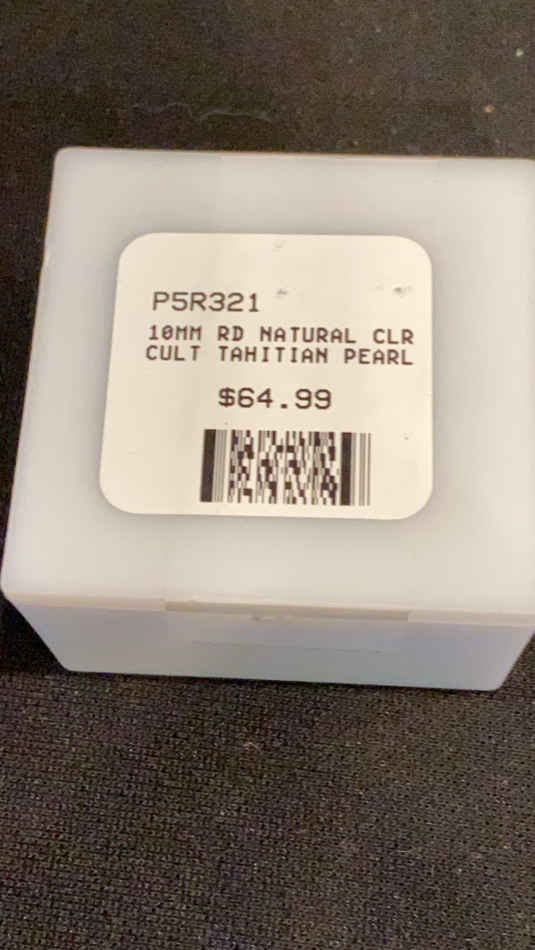 P5R321
10MM RD NATURAL CLR
CULT TAHITIAN PEARL
$64.99